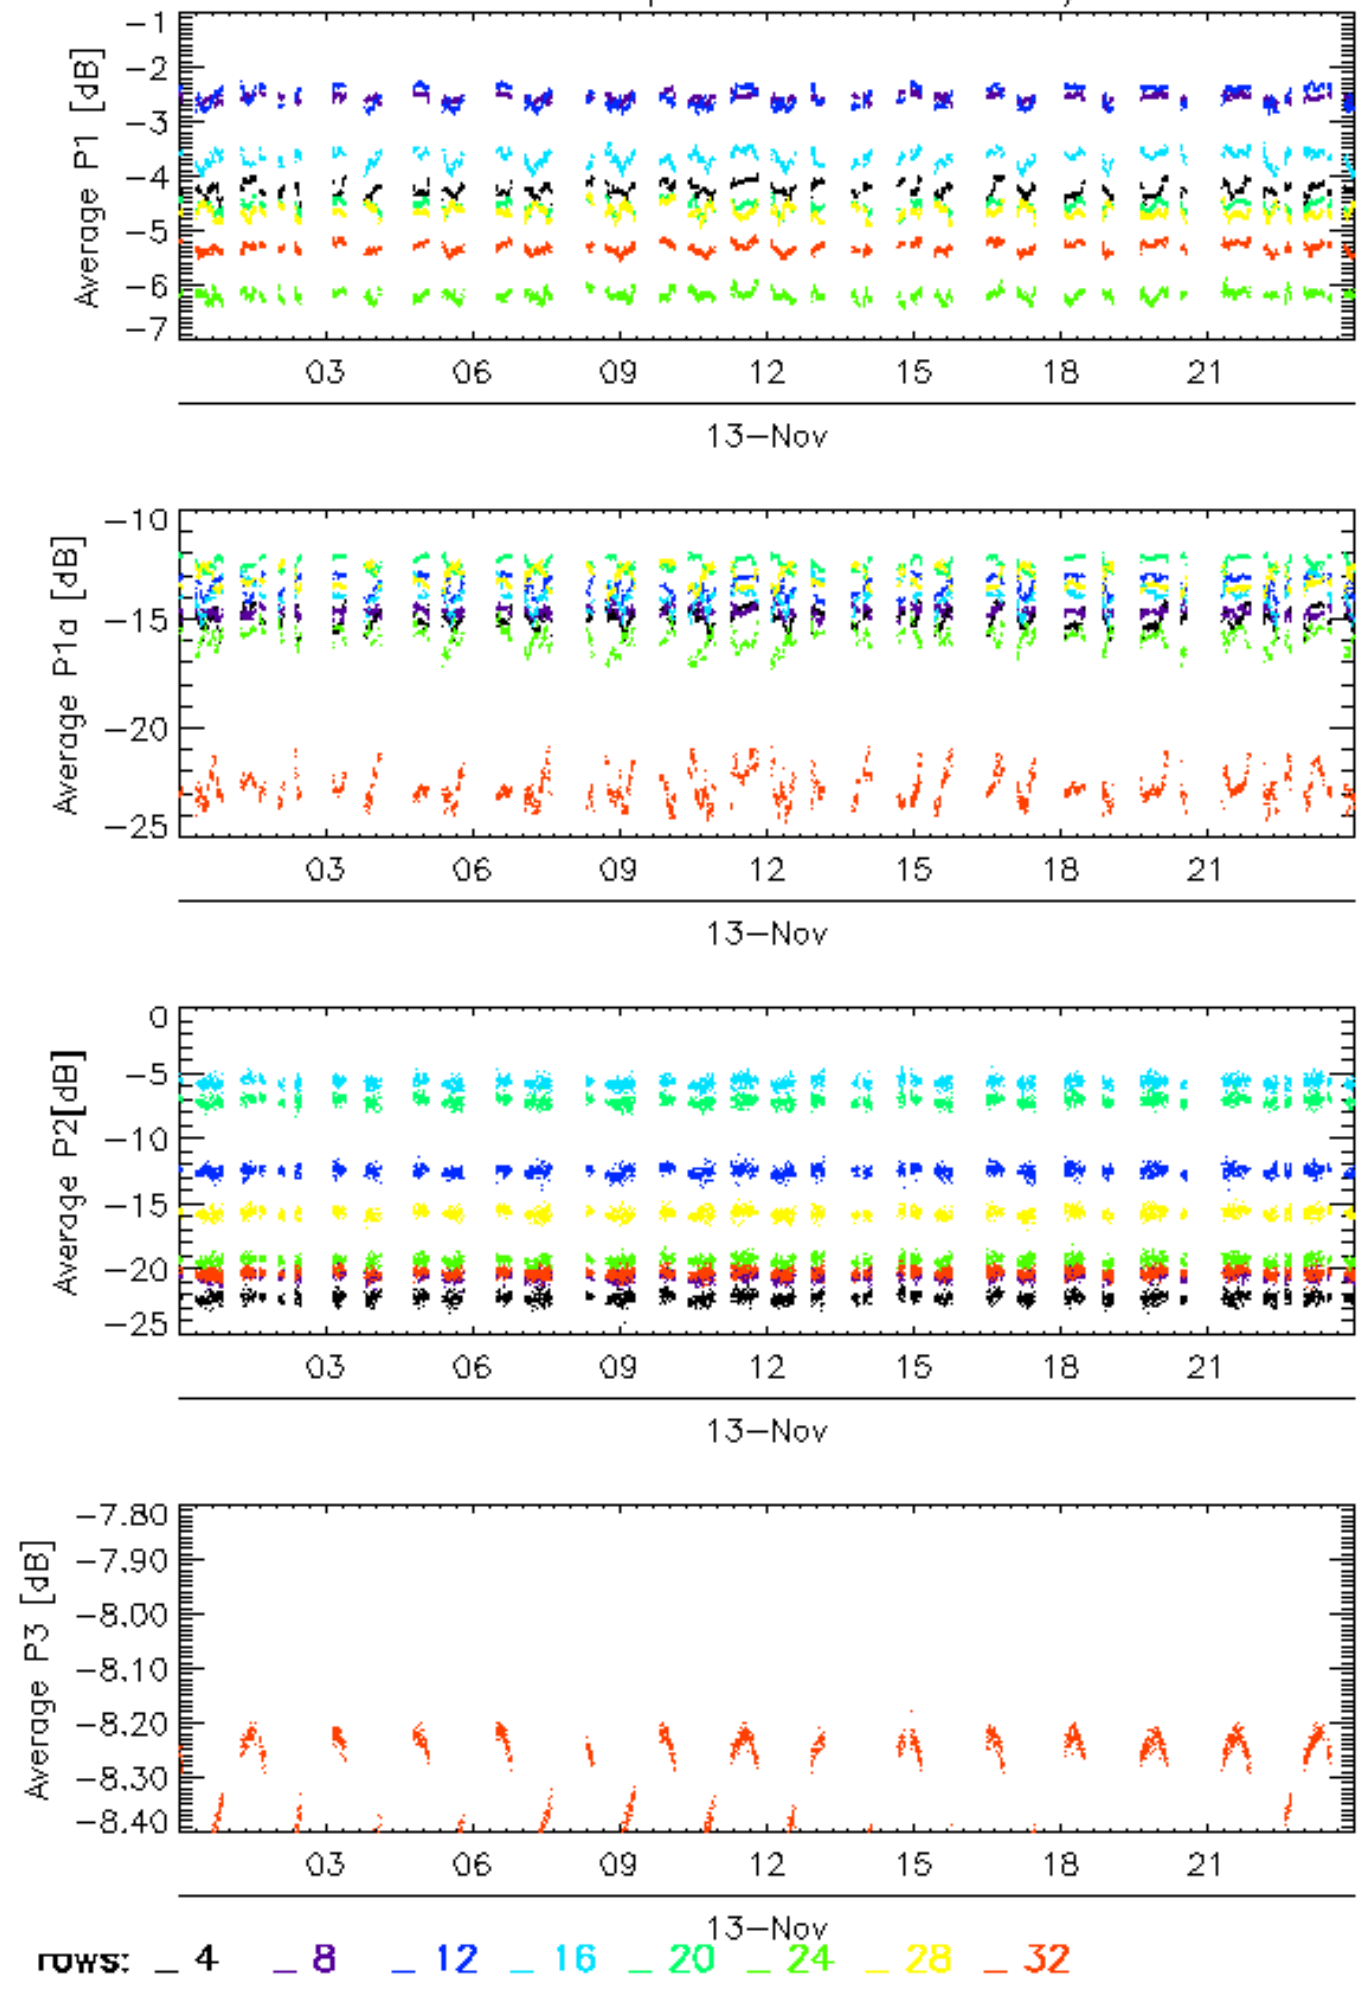 Average P1 [dB]
−1
−2
−3
−4
−5
−6
−7
03 06 09 12 15 18 21
13−Nov
Average P1a [dB]
−10
−15
−20
−25
03 06 09 12 15 18 21
13−Nov
Average P2[dB]
0
−5
−10
−15
−20
−25
03 06 09 12 15 18 21
13−Nov
Average P3 [dB]
−7.80
−7.90
−8.00
−8.10
−8.20
−8.30
−8.40
03 06 09 12 15 18 21
13−Nov
rows: _ 4 _ 8 _ 12 _ 16 _ 20 _ 24 _ 28 _ 32